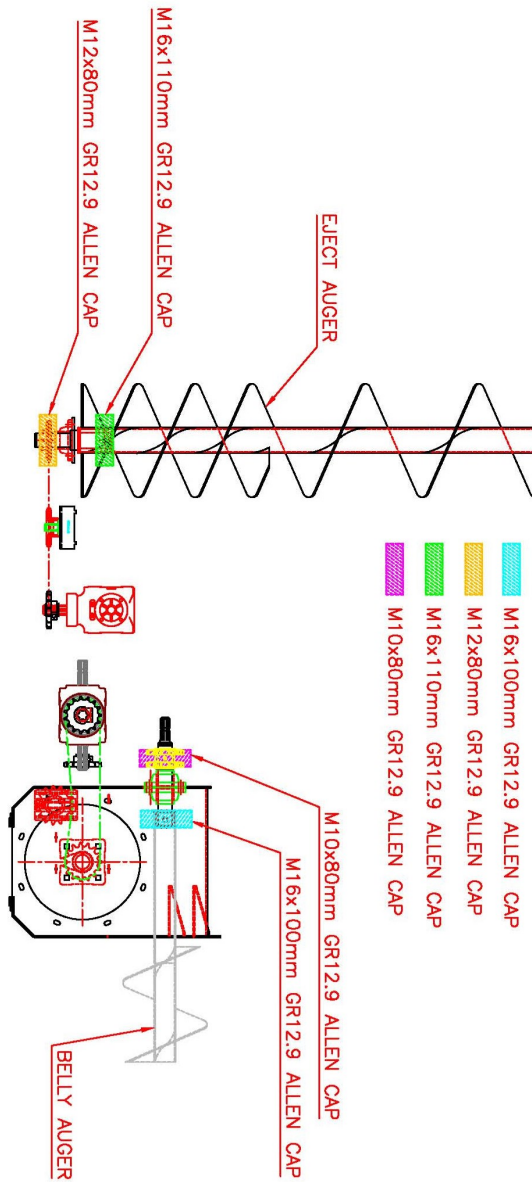 M16x100mm GR12.9 ALLEN CAP
M12x80mm GR12.9 ALLEN CAP
M16x110mm GR12.9 ALLEN CAP
M10x80mm GR12.9 ALLEN CAP
EJECT AUGER
M16x110mm GR12.9 ALLEN CAP
M12x80mm GR12.9 ALLEN CAP
M10x80mm GR12.9 ALLEN CAP
M16x100mm GR12.9 ALLEN CAP
BELLY AUGER